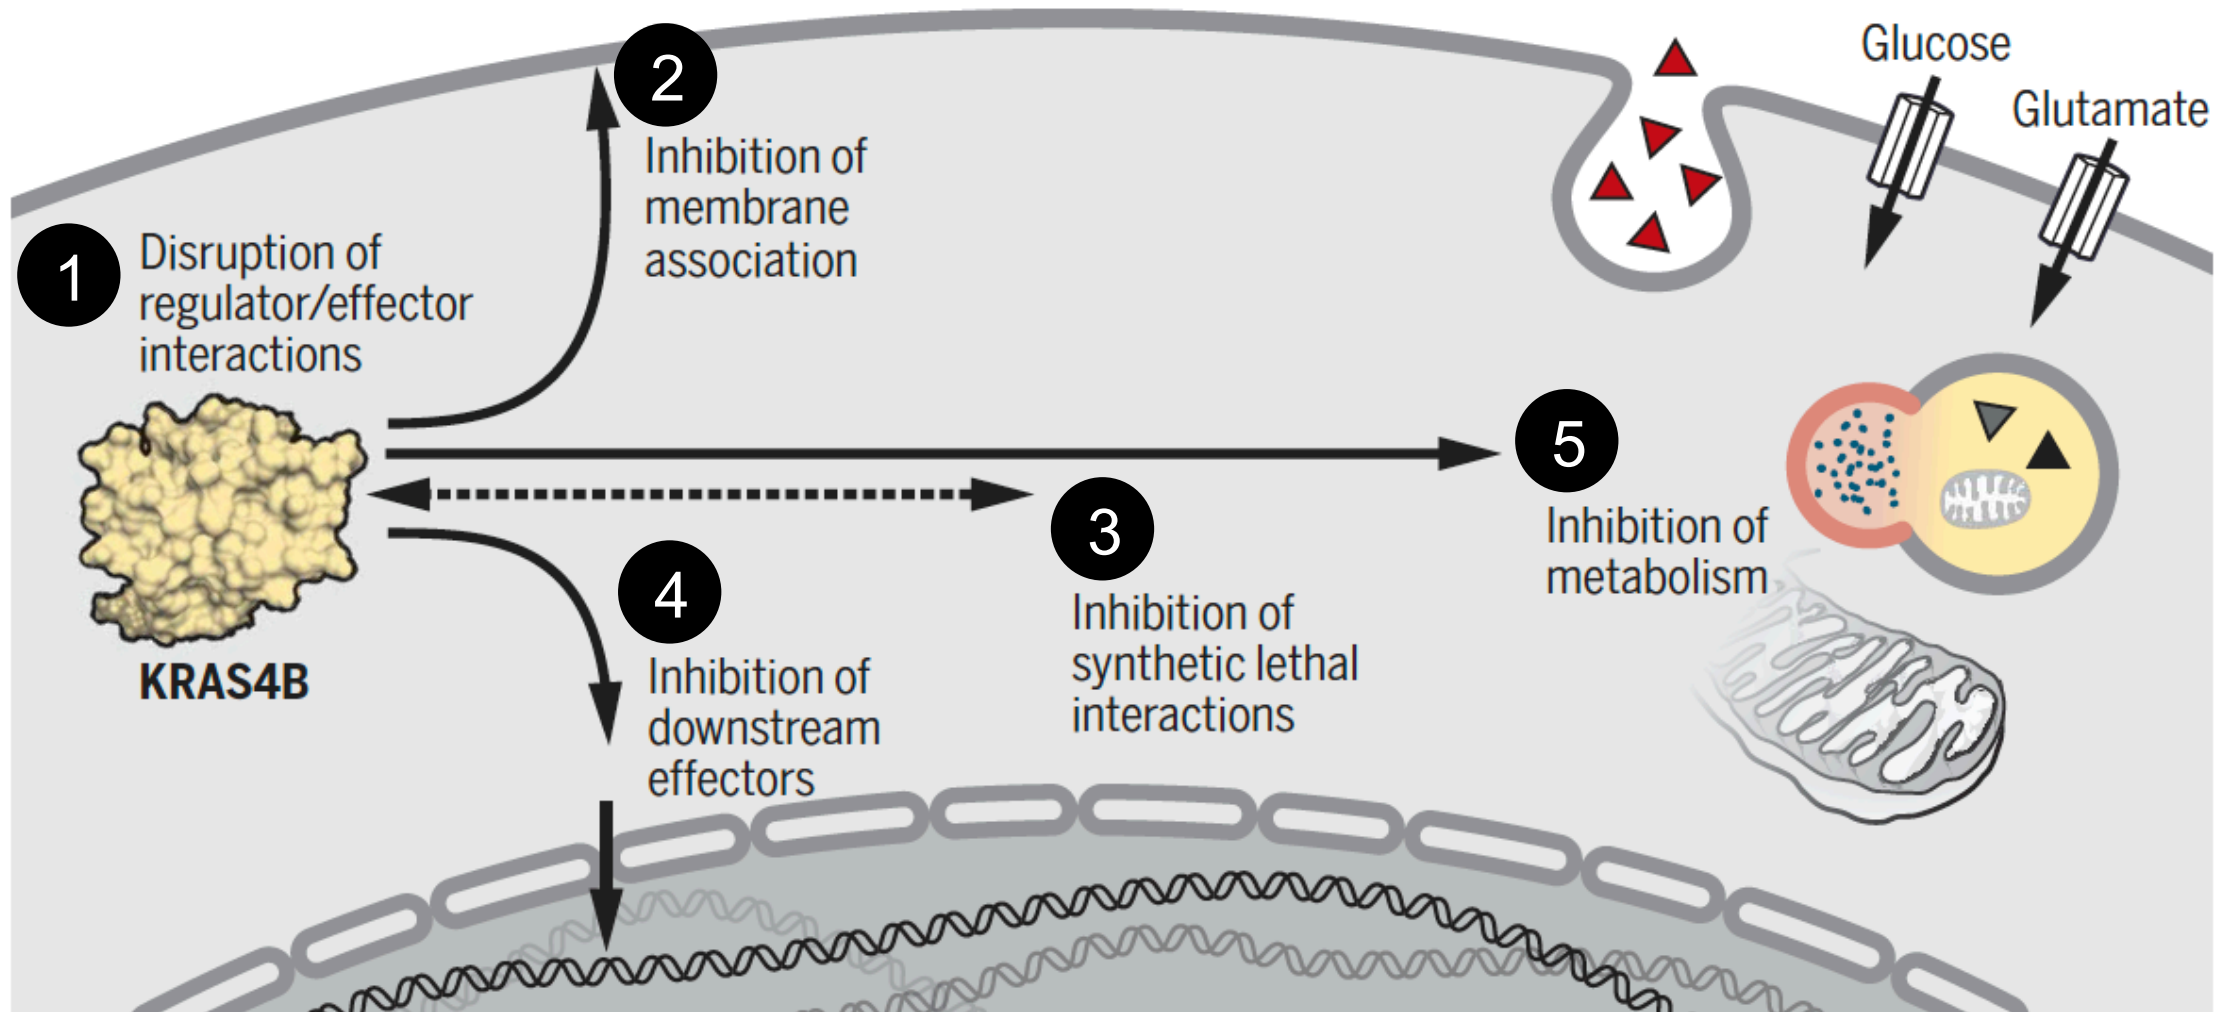 1
Disruption of
regulator/effector
interactions
KRAS4B
2
Inhibition of
membrane
association
3
Inhibition of
synthetic lethal
interactions
4
Inhibition of
downstream
effectors
5
Inhibition of
metabolism
Glucose
Glutamate